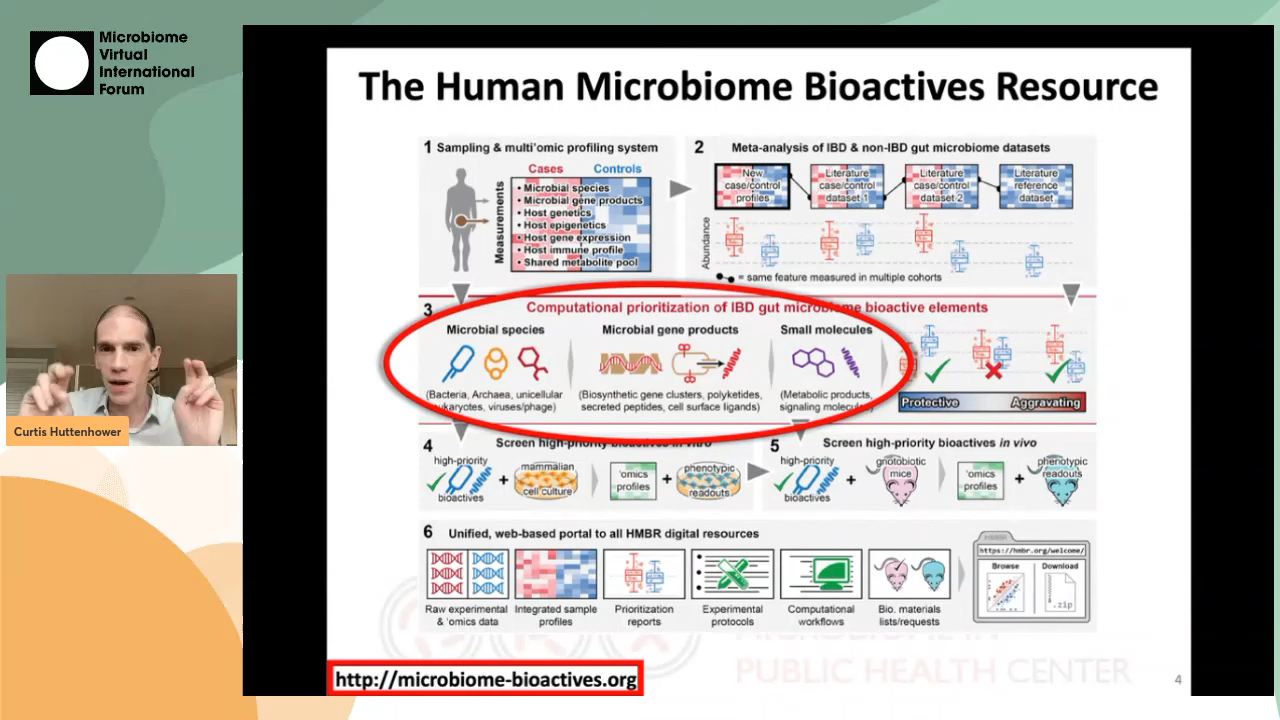 Microbiome
Virtual
International
Forum
The Human Microbiome Bioactives Resource
1 Sampling & multi'omic profiling system
Cases Controls
Measurements
• Microbial species
• Microbial gene products
• Host genetics
• Host epigenetics
• Host gene expression
• Host immune profile
• Shared metabolite pool
2 Meta-analysis of IBD & non-IBD gut microbiome datasets
New
case/control
profiles
Literature
case/control
dataset 1
Literature
case/control
dataset 2
Literature
reference
dataset
Abundance
= same feature measured in multiple cohorts
3 Computational prioritization of IBD gut microbiome bioactive elements
Microbial species
(Bacteria, Archaea, unicellular
eukaryotes, viruses/phage)
Microbial gene products
(Biosynthetic gene clusters, polyketides,
secreted peptides, cell surface ligands)
Small molecules
(Metabolic products,
signaling molecules)
Protective Aggravating
4 Screen high-priority bioactives in vitro
high-priority
bioactives
+
mammalian
cell culture
'omics
profiles
+
phenotypic
readouts
5 Screen high-priority bioactives in vivo
high-priority
bioactives
+
gnotobiotic
mice
'omics
profiles
+
phenotypic
readouts
6 Unified, web-based portal to all HMBR digital resources
Raw experimental
& 'omics data
Integrated sample
profiles
Prioritization
reports
Experimental
protocols
Computational
workflows
Bio. materials
lists/requests
HMBR
https://hmbr.org/welcome/
Browse Download
.zip
Curtis Huttenhower
http://microbiome-bioactives.org
PUBLIC HEALTH CENTER
4